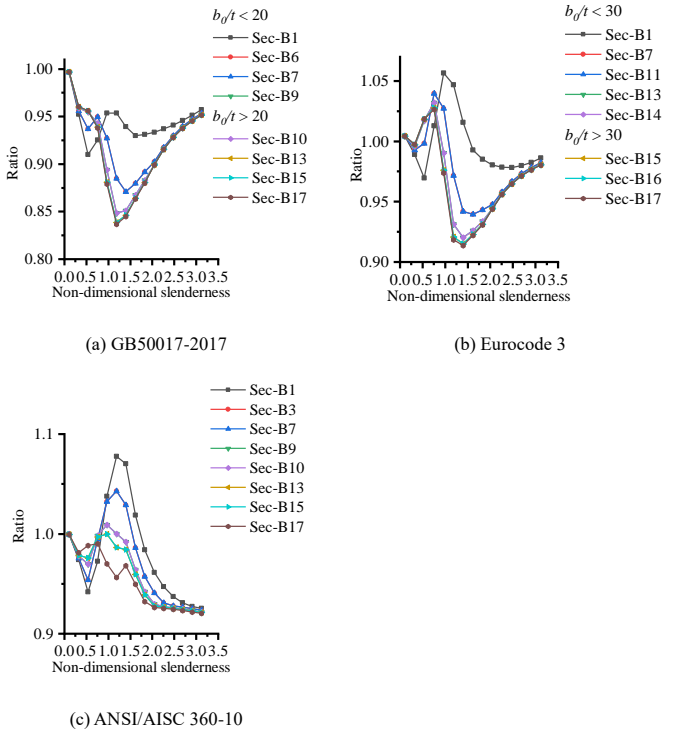 b₀/t < 20
Sec-B1
Sec-B6
Sec-B7
Sec-B9
b₀/t > 20
Sec-B10
Sec-B13
Sec-B15
Sec-B17
1.00
0.95
0.90
0.85
0.80
Ratio
0.0 0.5 1.0 1.5 2.0 2.5 3.0 3.5
Non-dimensional slenderness
(a) GB50017-2017
b₀/t < 30
Sec-B1
Sec-B7
Sec-B11
Sec-B13
Sec-B14
b₀/t > 30
Sec-B15
Sec-B16
Sec-B17
1.05
1.00
0.95
0.90
Ratio
0.0 0.5 1.0 1.5 2.0 2.5 3.0 3.5
Non-dimensional slenderness
(b) Eurocode 3
Sec-B1
Sec-B3
Sec-B7
Sec-B9
Sec-B10
Sec-B13
Sec-B15
Sec-B17
1.1
1.0
0.9
Ratio
0.0 0.5 1.0 1.5 2.0 2.5 3.0 3.5
Non-dimensional slenderness
(c) ANSI/AISC 360-10